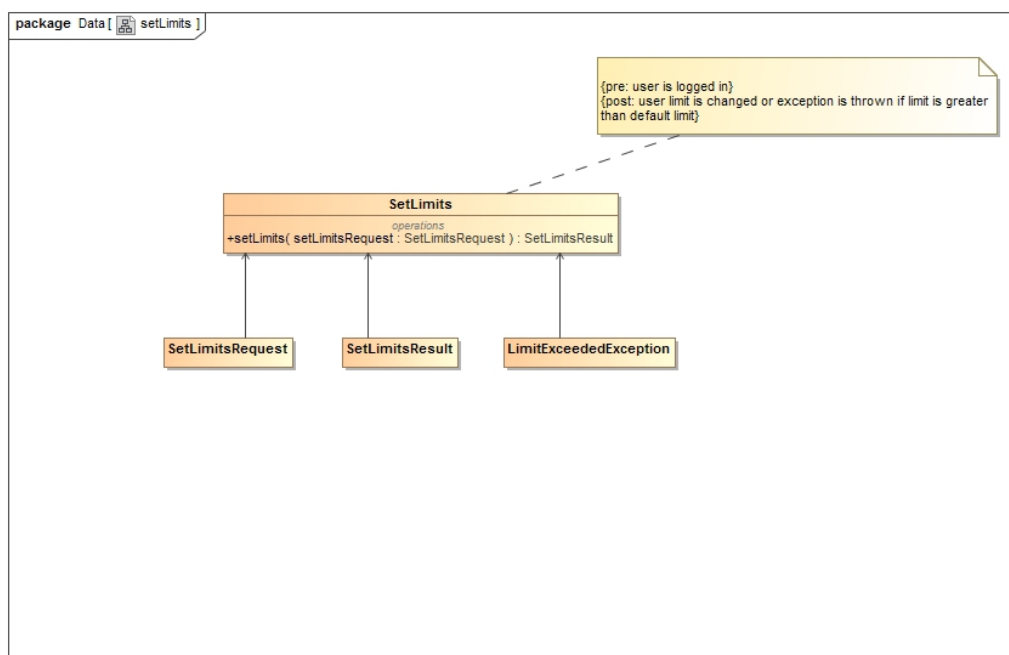 package Data [ setLimits ]
{pre: user is logged in}
{post: user limit is changed or exception is thrown if limit is greater
than default limit}
SetLimits
operations
+setLimits( setLimitsRequest : SetLimitsRequest ) : SetLimitsResult
SetLimitsRequest
SetLimitsResult
LimitExceededException